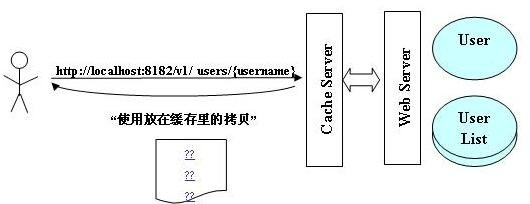 http://localhost:8182/v1/ users/{username}
“使用放在缓存里的拷贝”
??
??
??
Cache Server
Web Server
User
User
List